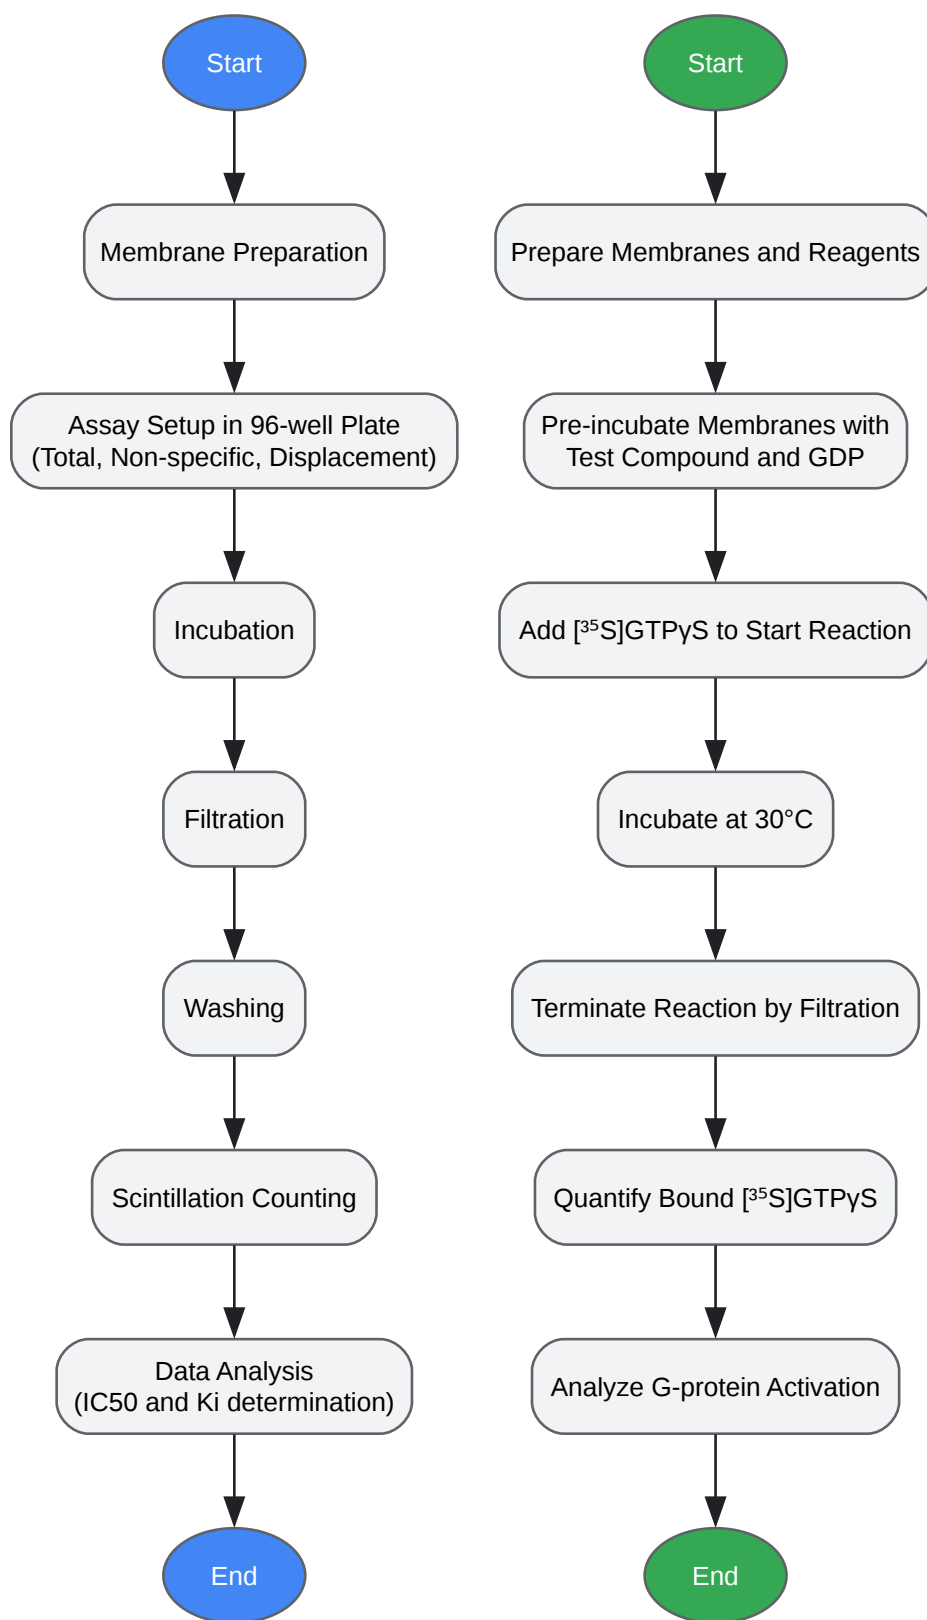 Start
Membrane Preparation
Assay Setup in 96-well Plate
(Total, Non-specific, Displacement)
Incubation
Filtration
Washing
Scintillation Counting
Data Analysis
(IC50 and Ki determination)
End
Start
Prepare Membranes and Reagents
Pre-incubate Membranes with
Test Compound and GDP
Add [³⁵S]GTPγS to Start Reaction
Incubate at 30°C
Terminate Reaction by Filtration
Quantify Bound [³⁵S]GTPγS
Analyze G-protein Activation
End